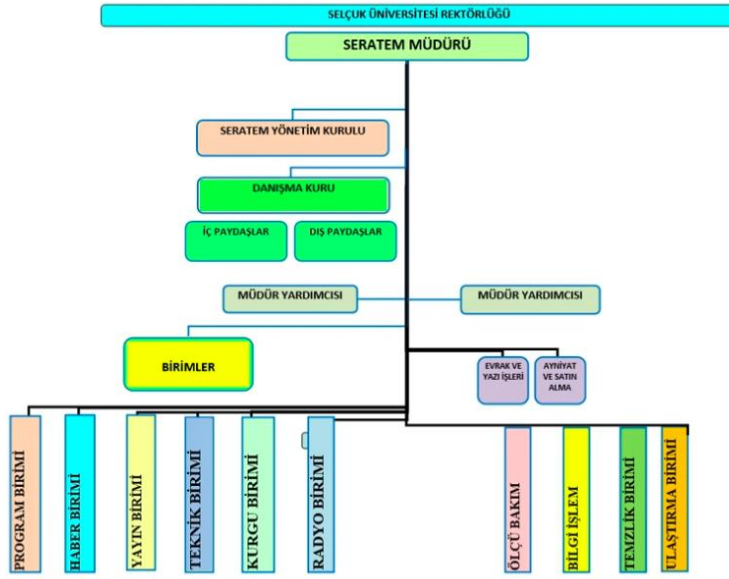 SELÇUK ÜNİVERSİTESİ REKTÖRLÜĞÜ
SERATEM MÜDÜRÜ
SERATEM YÖNETİM KURULU
DANIŞMA KURU
İÇ PAYDAŞLAR
DIŞ PAYDAŞLAR
MÜDÜR YARDIMCISI
MÜDÜR YARDIMCISI
BİRİMLER
EVRAK VE
YAZI İŞLERİ
AYNİYAT
VE SATIN
ALMA
PROGRAM BİRİMİ
HABER BİRİMİ
YAYIN BİRİMİ
TEKNİK BİRİMİ
KURGU BİRİMİ
RADYO BİRİMİ
ÖLÇÜ BAKIM
BİLGİ İŞLEM
TEMZLİK BİRİMİ
ULAŞTIRMA BİRİMİ